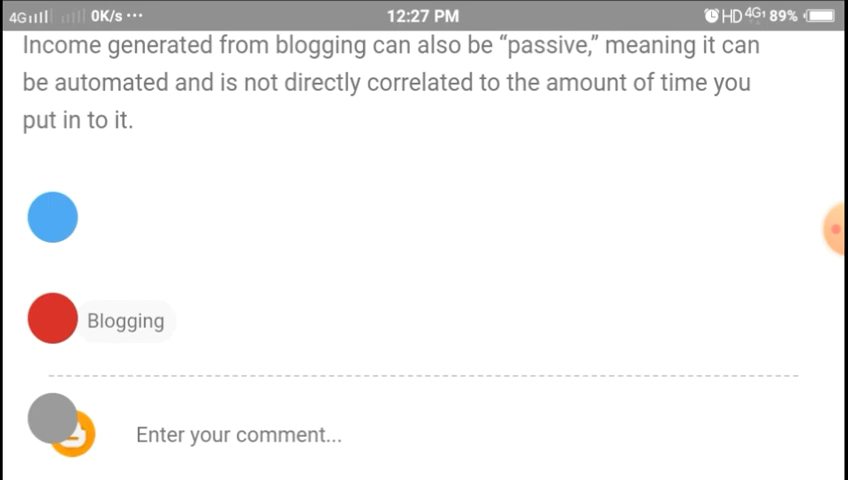 4G 0K/s ··· 12:27 PM HD 4G 89%
Income generated from blogging can also be “passive,” meaning it can
be automated and is not directly correlated to the amount of time you
put in to it.
Blogging
Enter your comment...